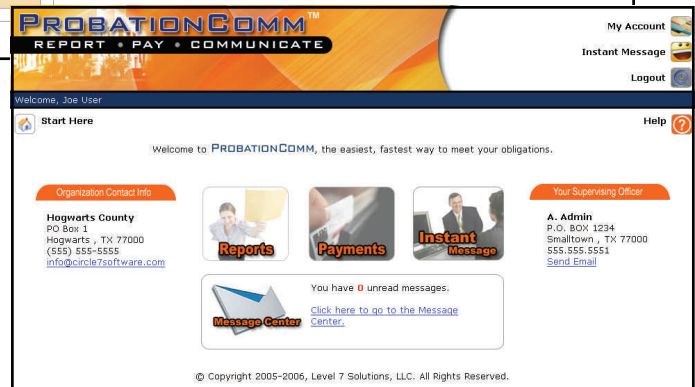 PROBATIONCOMM™
REPORT • PAY • COMMUNICATE
My Account
Instant Message
Logout
Welcome, Joe User
Start Here
Help
Welcome to PROBATIONCOMM, the easiest, fastest way to meet your obligations.
Organization Contact Info
Hogwarts County
PO Box 1
Hogwarts , TX 77000
(555) 555-5555
info@circle7software.com
Reports
Payments
Instant
Message
Your Supervising Officer
A. Admin
P.O. BOX 1234
Smalltown , TX 77000
555.555.5551
Send Email
Message Center
You have 0 unread messages.
Click here to go to the Message
Center.
© Copyright 2005-2006, Level 7 Solutions, LLC. All Rights Reserved.